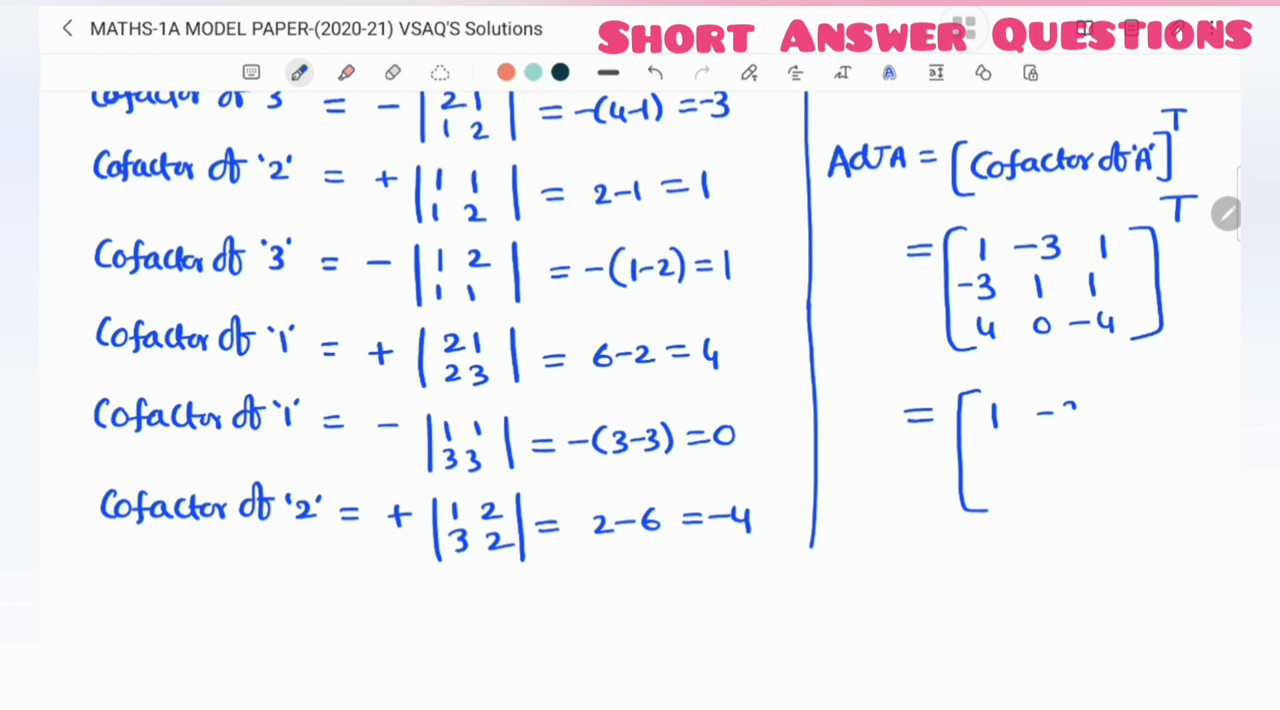 MATHS-1A MODEL PAPER-(2020-21) VSAQ'S Solutions
SHORT ANSWER QUESTIONS
Cofactor of '3 = - | 2 1 / 1 2 | = -(4-1) = -3
Cofactor of '2' = + | 1 1 / 1 2 | = 2-1 = 1
Cofactor of '3' = - | 1 2 / 1 1 | = -(1-2) = 1
Cofactor of '1' = + | 2 1 / 2 3 | = 6-2 = 4
Cofactor of '1' = - | 1 1 / 3 3 | = -(3-3) = 0
Cofactor of '2' = + | 1 2 / 3 2 | = 2-6 = -4
AdJA = [Cofactor of 'A']T
= [ 1 -3 1
-3 1 1
4 0 -4 ]T
= [ 1 -